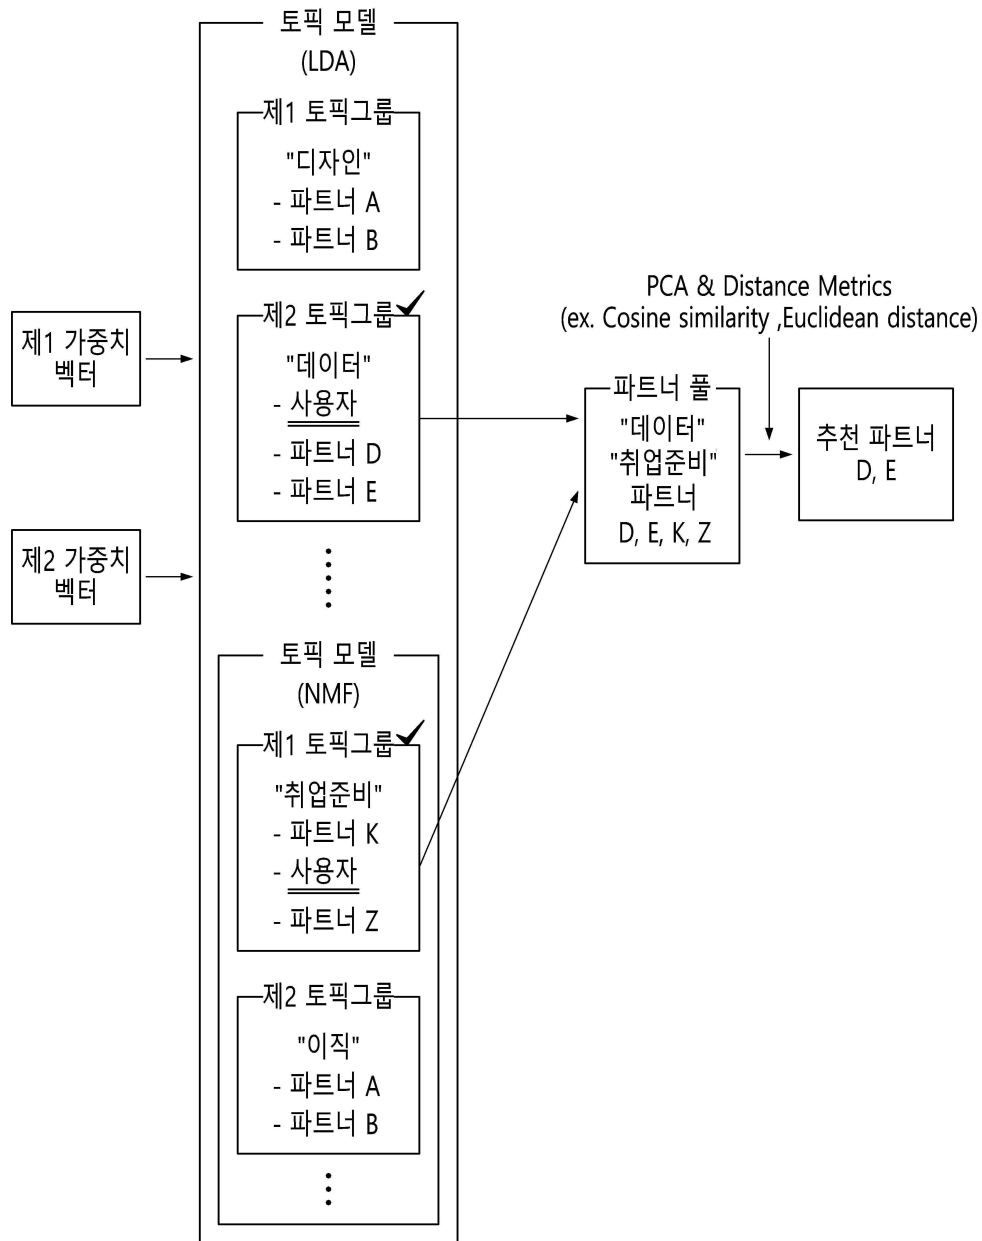 토픽 모델
(LDA)
제1 토픽그룹
"디자인"
- 파트너 A
- 파트너 B
제2 토픽그룹
"데이터"
- 사용자
- 파트너 D
- 파트너 E
제1 가중치
벡터
제2 가중치
벡터
토픽 모델
(NMF)
제1 토픽그룹
"취업준비"
- 파트너 K
- 사용자
- 파트너 Z
제2 토픽그룹
"이직"
- 파트너 A
- 파트너 B
PCA & Distance Metrics
(ex. Cosine similarity ,Euclidean distance)
파트너 풀
"데이터"
"취업준비"
파트너
D, E, K, Z
추천 파트너
D, E